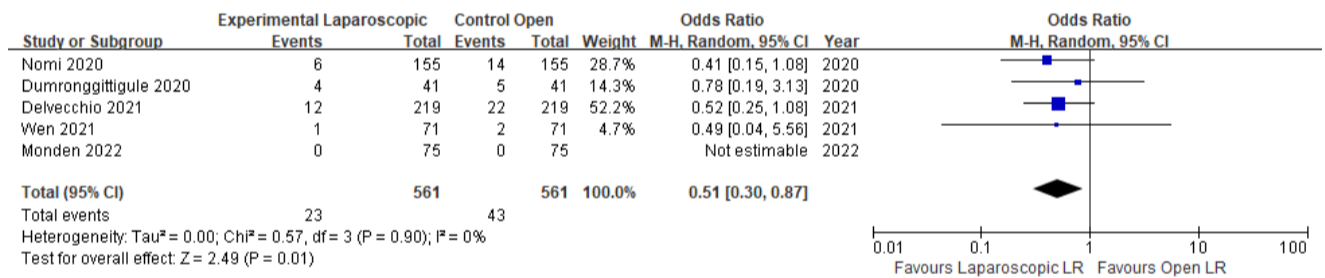 Experimental Laparoscopic Control Open Odds Ratio Odds Ratio
Study or Subgroup Events Total Events Total Weight M-H, Random, 95% CI Year M-H, Random, 95% CI
Nomi 2020 6 155 14 155 28.7% 0.41 [0.15, 1.08] 2020
Dumronggittigule 2020 4 41 5 41 14.3% 0.78 [0.19, 3.13] 2020
Delvecchio 2021 12 219 22 219 52.2% 0.52 [0.25, 1.08] 2021
Wen 2021 1 71 2 71 4.7% 0.49 [0.04, 5.56] 2021
Monden 2022 0 75 0 75 Not estimable 2022
Total (95% CI) 561 561 100.0% 0.51 [0.30, 0.87]
Total events 23 43
Heterogeneity: Tau² = 0.00; Chi² = 0.57, df = 3 (P = 0.90); I² = 0%
Test for overall effect: Z = 2.49 (P = 0.01)
0.01 0.1 1 10 100
Favours Laparoscopic LR Favours Open LR